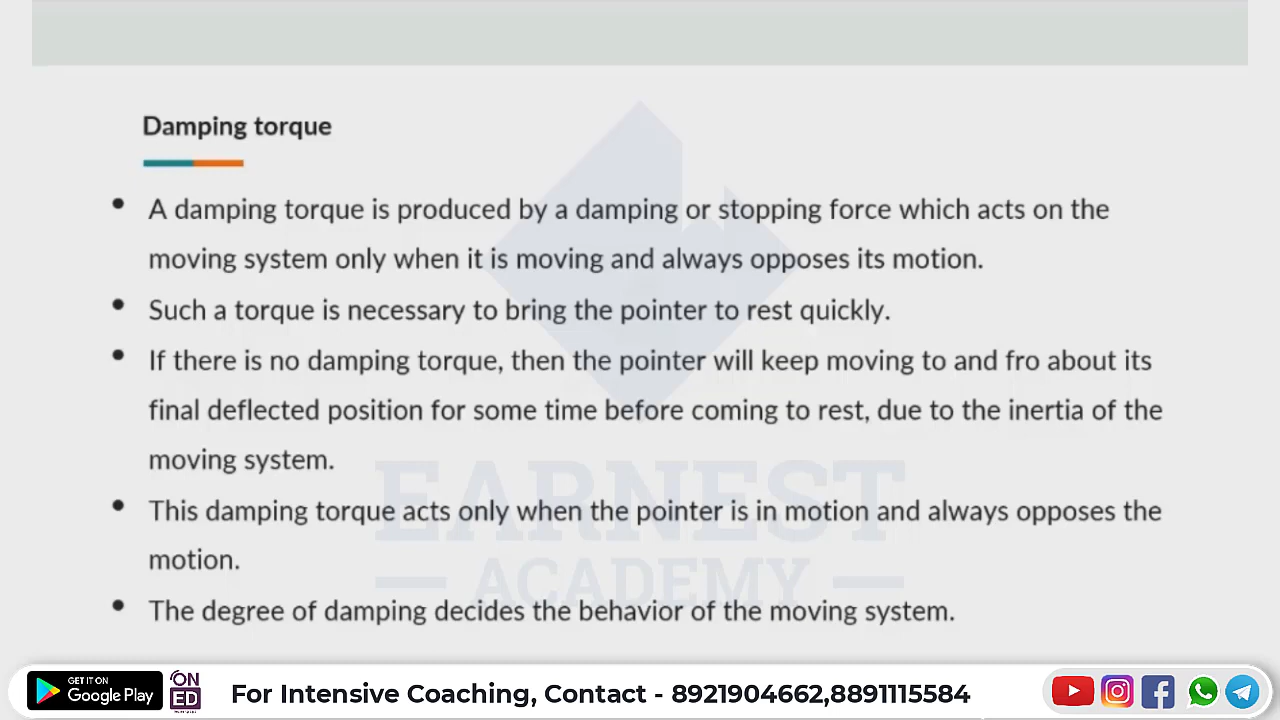 Damping torque
• A damping torque is produced by a damping or stopping force which acts on the
moving system only when it is moving and always opposes its motion.
• Such a torque is necessary to bring the pointer to rest quickly.
• If there is no damping torque, then the pointer will keep moving to and fro about its
final deflected position for some time before coming to rest, due to the inertia of the
moving system.
• This damping torque acts only when the pointer is in motion and always opposes the
motion.
• The degree of damping decides the behavior of the moving system.
EARNEST
ACADEMY
GET IT ON
Google Play
ON
ED
For Intensive Coaching, Contact - 8921904662,8891115584